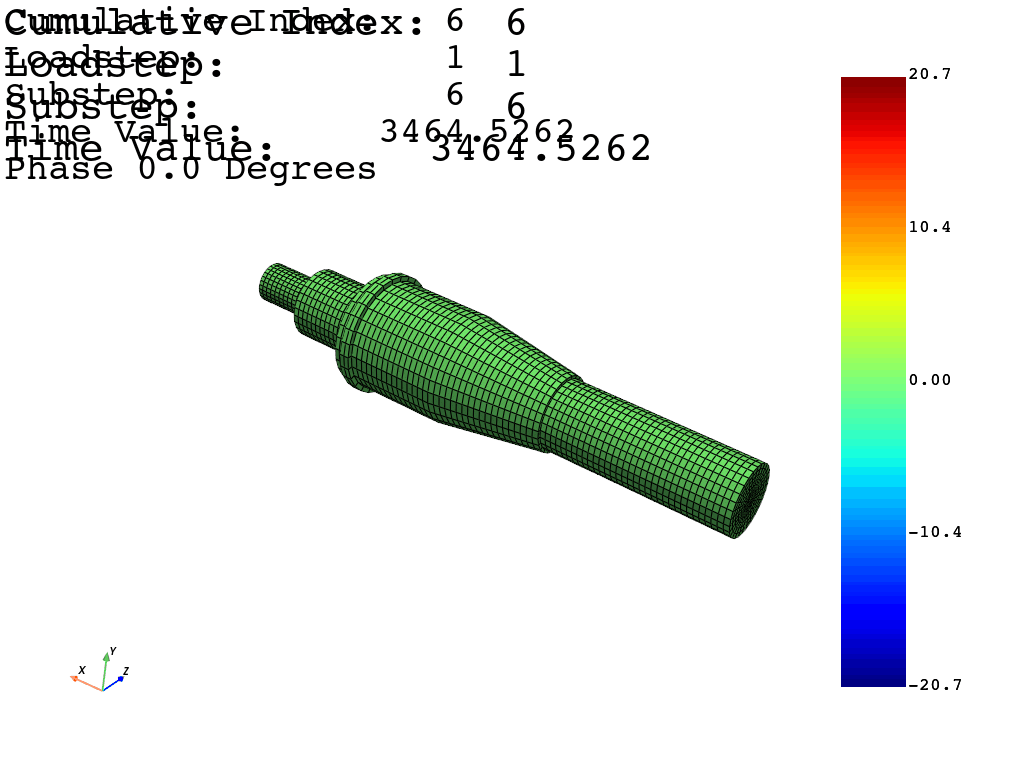 Cumulative Index: 6
Cumulative Index: 6
Loadstep: 1
Loadstep: 1
Substep: 6
Substep: 6
Time Value: 3464.5262
Time Value: 3464.5262
Phase 0.0 Degrees
20.7
10.4
0.00
-10.4
-20.7
X
Y
Z